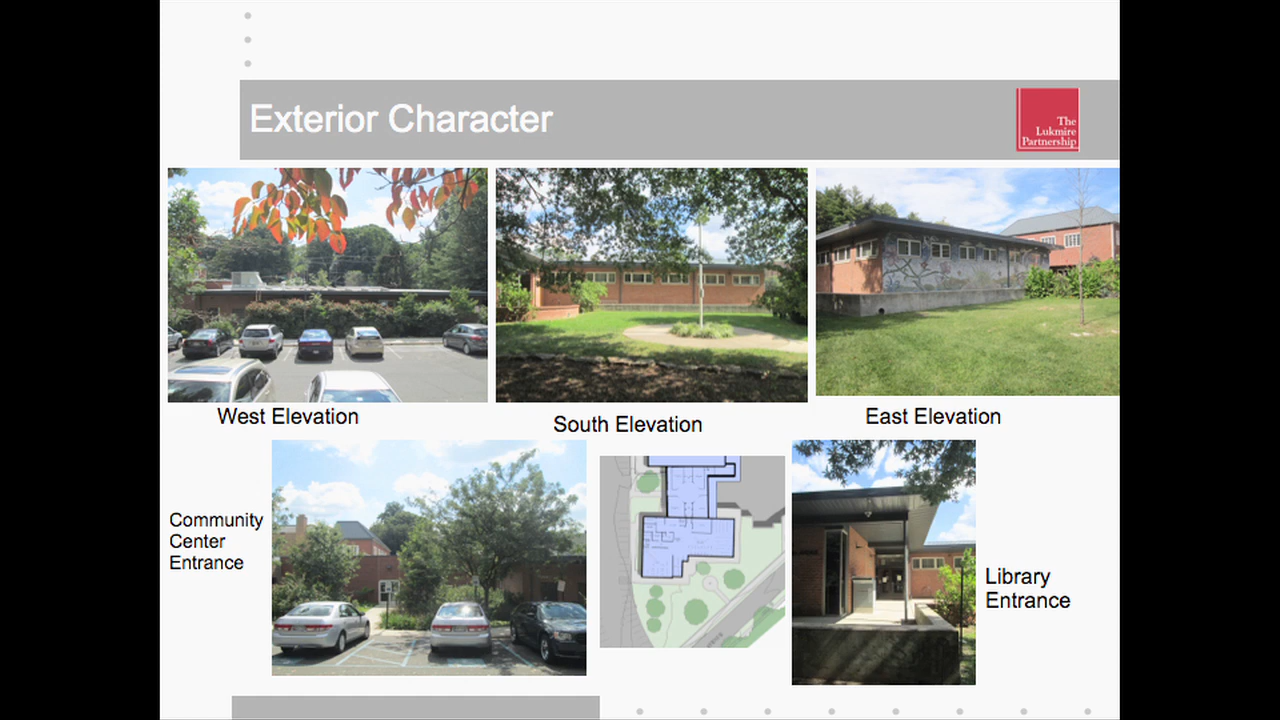 Exterior Character
The
Lukmire
Partnership
West Elevation
South Elevation
East Elevation
Community
Center
Entrance
Library
Entrance